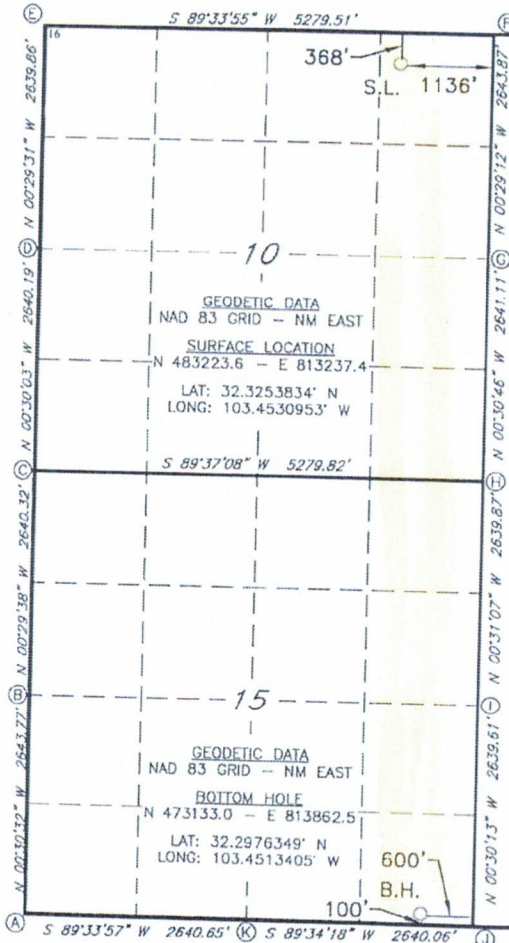 S 89°33'55" W 5279.51'
E
F
16
368'
S.L. 1136'
N 00°29'31" W 2639.86'
N 00°29'12" W 2643.87'
D
10
G
GEODETIC DATA
NAD 83 GRID – NM EAST
SURFACE LOCATION
N 483223.6 – E 813237.4
LAT: 32.3253834° N
LONG: 103.4530953° W
N 00°30'03" W 2640.19'
N 00°30'46" W 2641.11'
S 89°37'08" W 5279.82'
C
H
N 00°29'38" W 2640.32'
N 00°31'07" W 2639.87'
B
15
I
GEODETIC DATA
NAD 83 GRID – NM EAST
BOTTOM HOLE
N 473133.0 – E 813862.5
LAT: 32.2976349° N
LONG: 103.4513405° W
N 00°30'32" W 2643.77'
N 00°30'13" W 2639.61'
600'
B.H.
100'
A
K
J
S 89°33'57" W 2640.65'
S 89°34'18" W 2640.06'